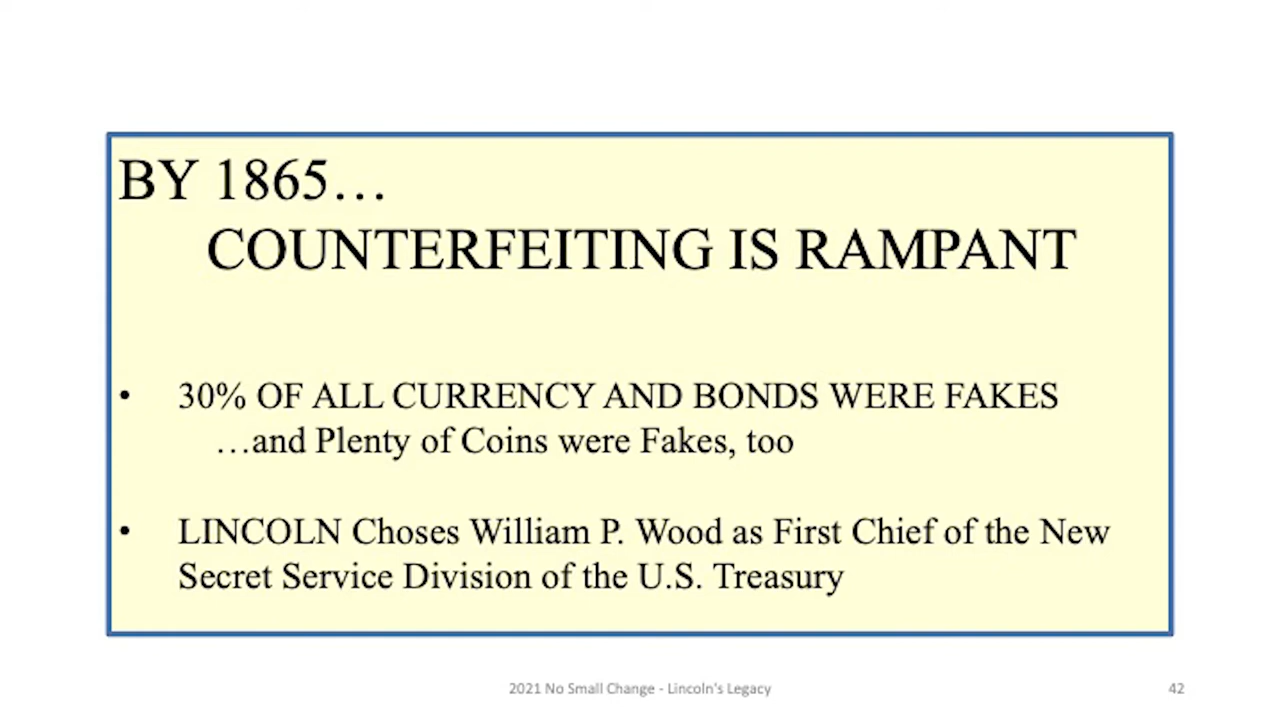 BY 1865…
COUNTERFEITING IS RAMPANT
• 30% OF ALL CURRENCY AND BONDS WERE FAKES
…and Plenty of Coins were Fakes, too
• LINCOLN Choses William P. Wood as First Chief of the New
Secret Service Division of the U.S. Treasury
2021 No Small Change - Lincoln's Legacy
42